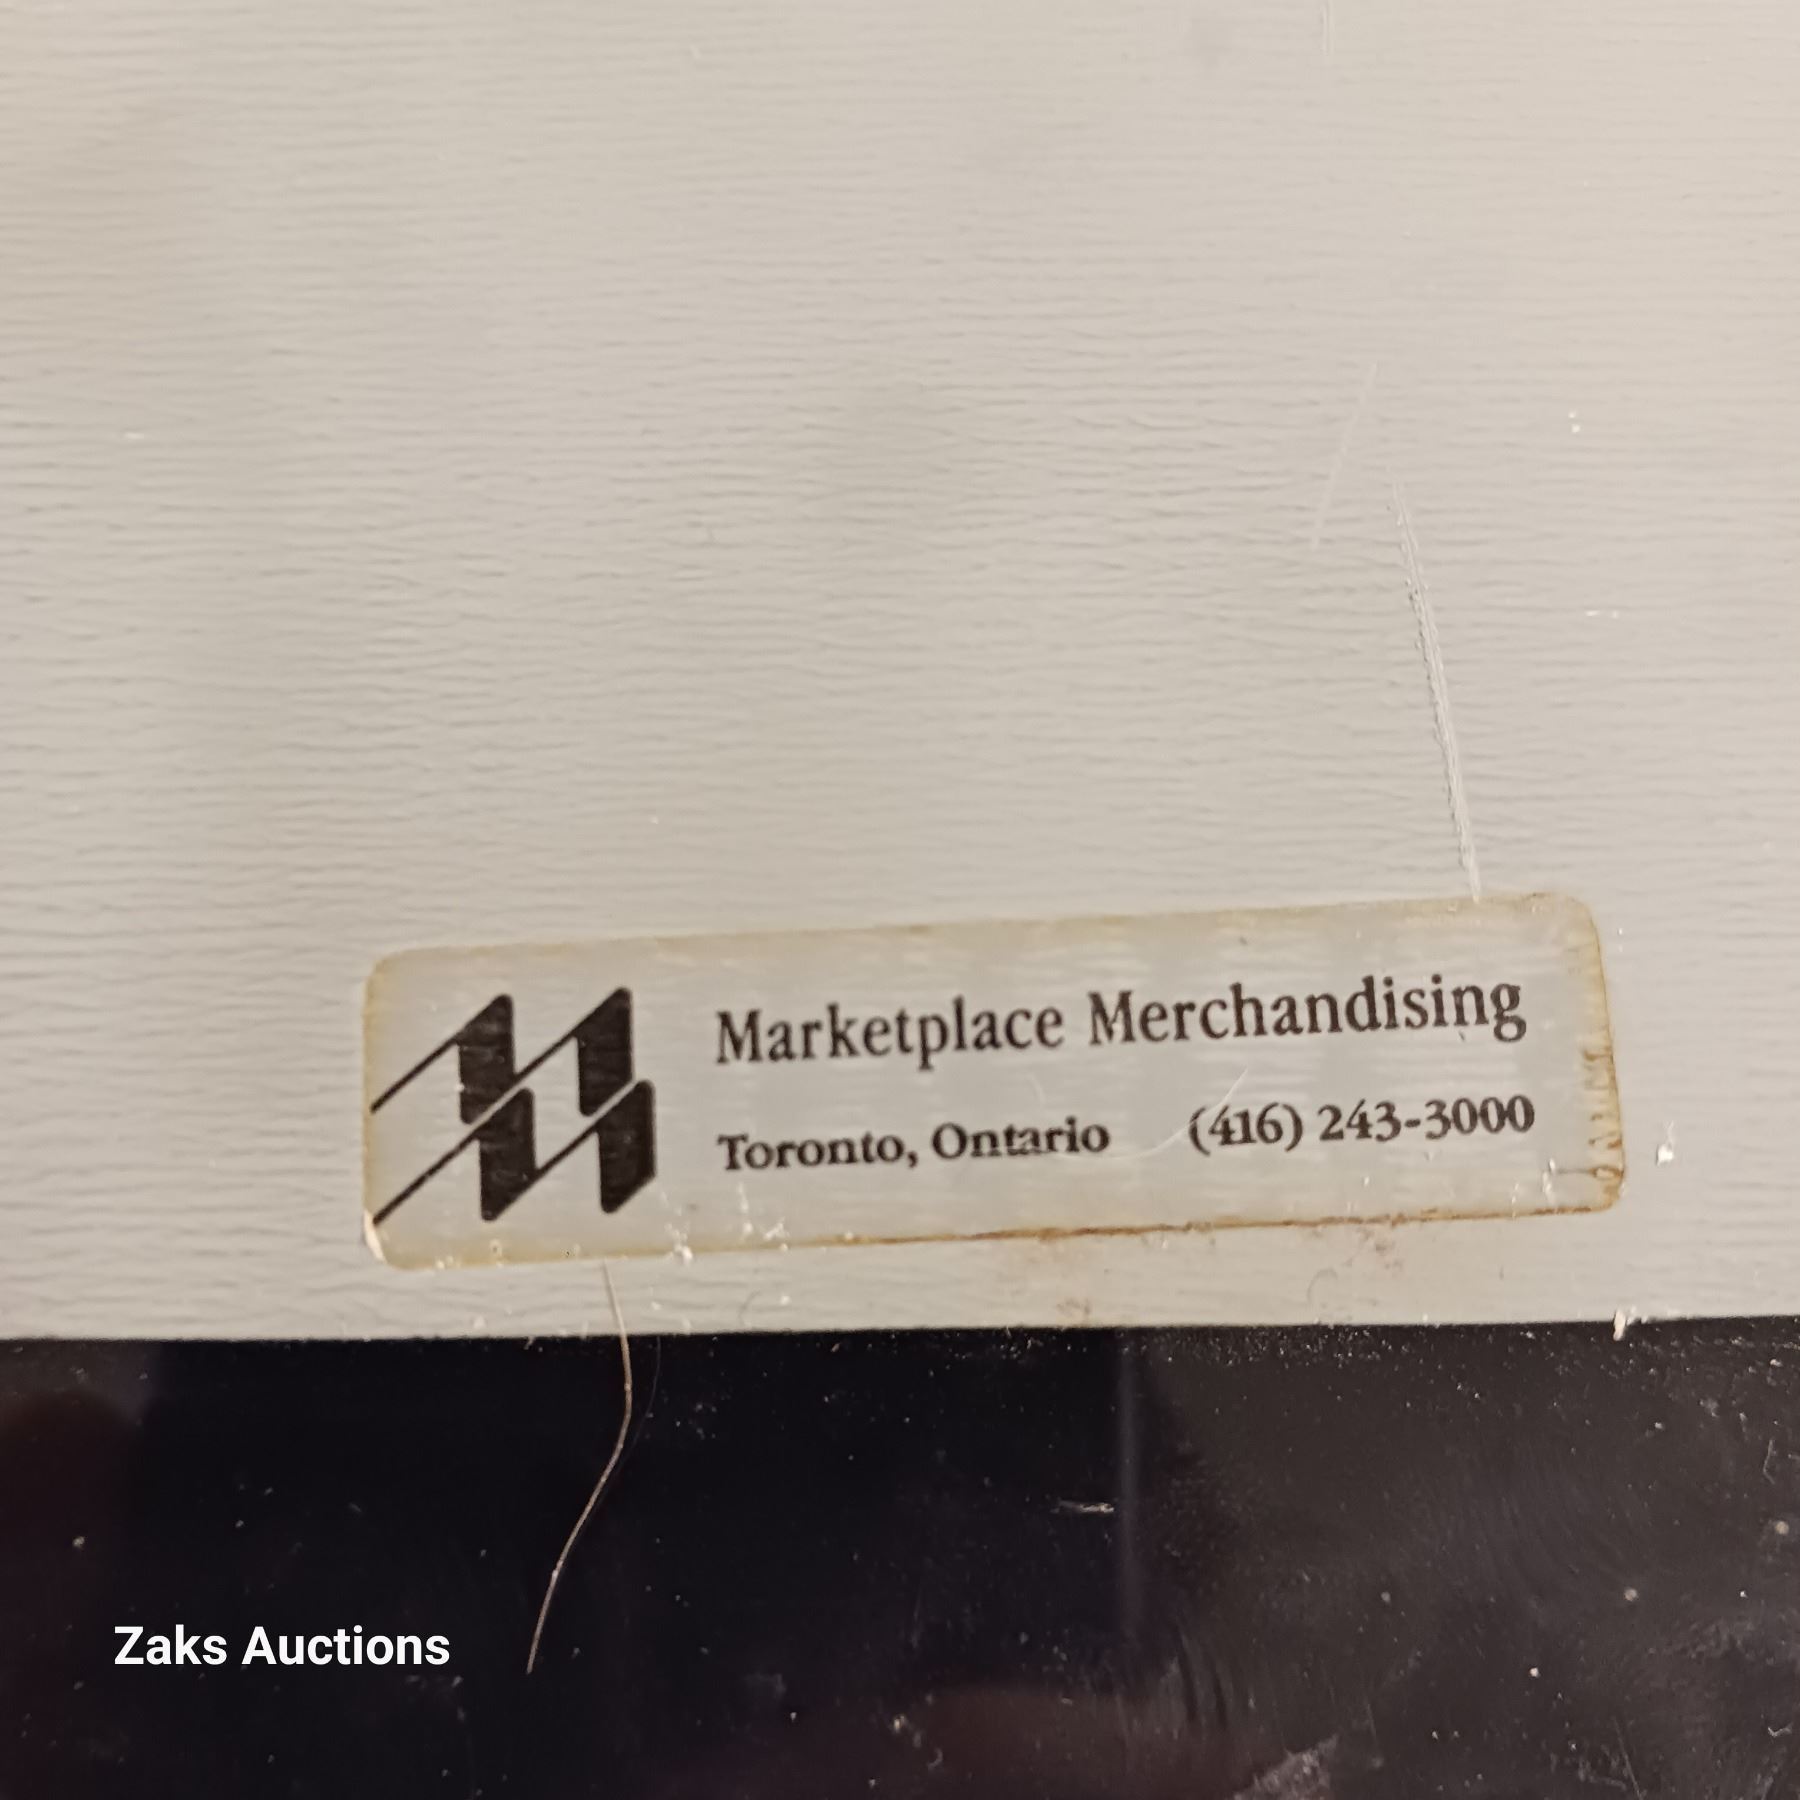 Marketplace Merchandising
Toronto, Ontario (416) 243-3000
Zaks Auctions